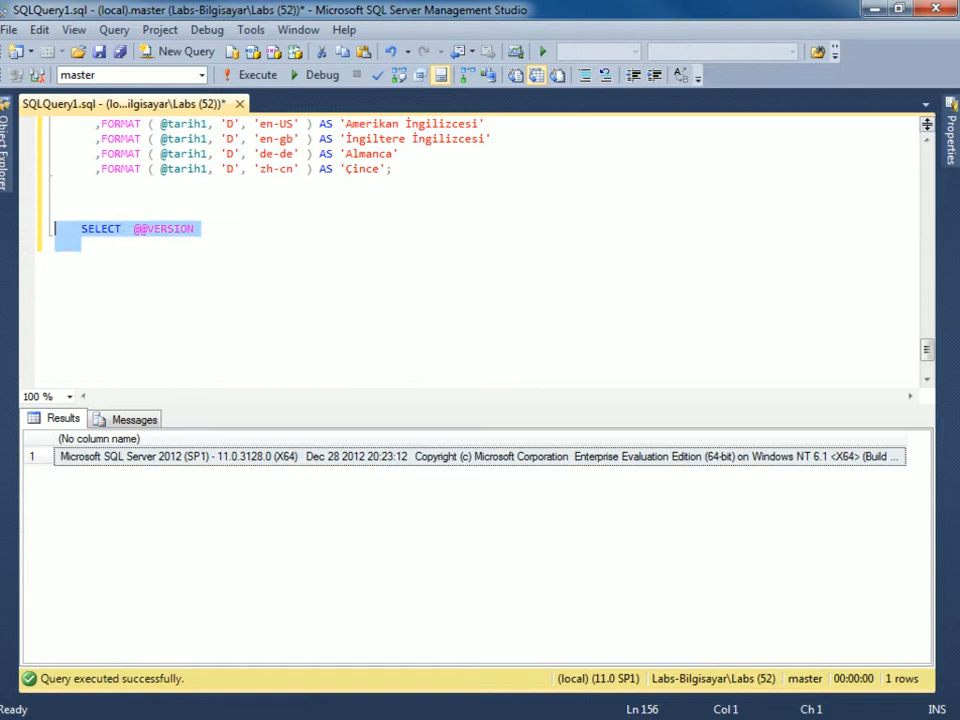 SQLQuery1.sql - (local).master (Labs-Bilgisayar\Labs (52))* - Microsoft SQL Server Management Studio
File Edit View Query Project Debug Tools Window Help
New Query
master Execute Debug
SQLQuery1.sql - (lo...ilgisayar\Labs (52))*
Object Explorer
Properties
,FORMAT ( @tarih1, 'D', 'en-US' ) AS 'Amerikan İngilizcesi'
,FORMAT ( @tarih1, 'D', 'en-gb' ) AS 'İngiltere İngilizcesi'
,FORMAT ( @tarih1, 'D', 'de-de' ) AS 'Almanca'
,FORMAT ( @tarih1, 'D', 'zh-cn' ) AS 'Çince';
SELECT @@VERSION
100 %
Results Messages
(No column name)
1 Microsoft SQL Server 2012 (SP1) - 11.0.3128.0 (X64) Dec 28 2012 20:23:12 Copyright (c) Microsoft Corporation Enterprise Evaluation Edition (64-bit) on Windows NT 6.1 <X64> (Build ...
Query executed successfully. (local) (11.0 SP1) Labs-Bilgisayar\Labs (52) master 00:00:00 1 rows
Ready Ln 156 Col 1 Ch 1 INS